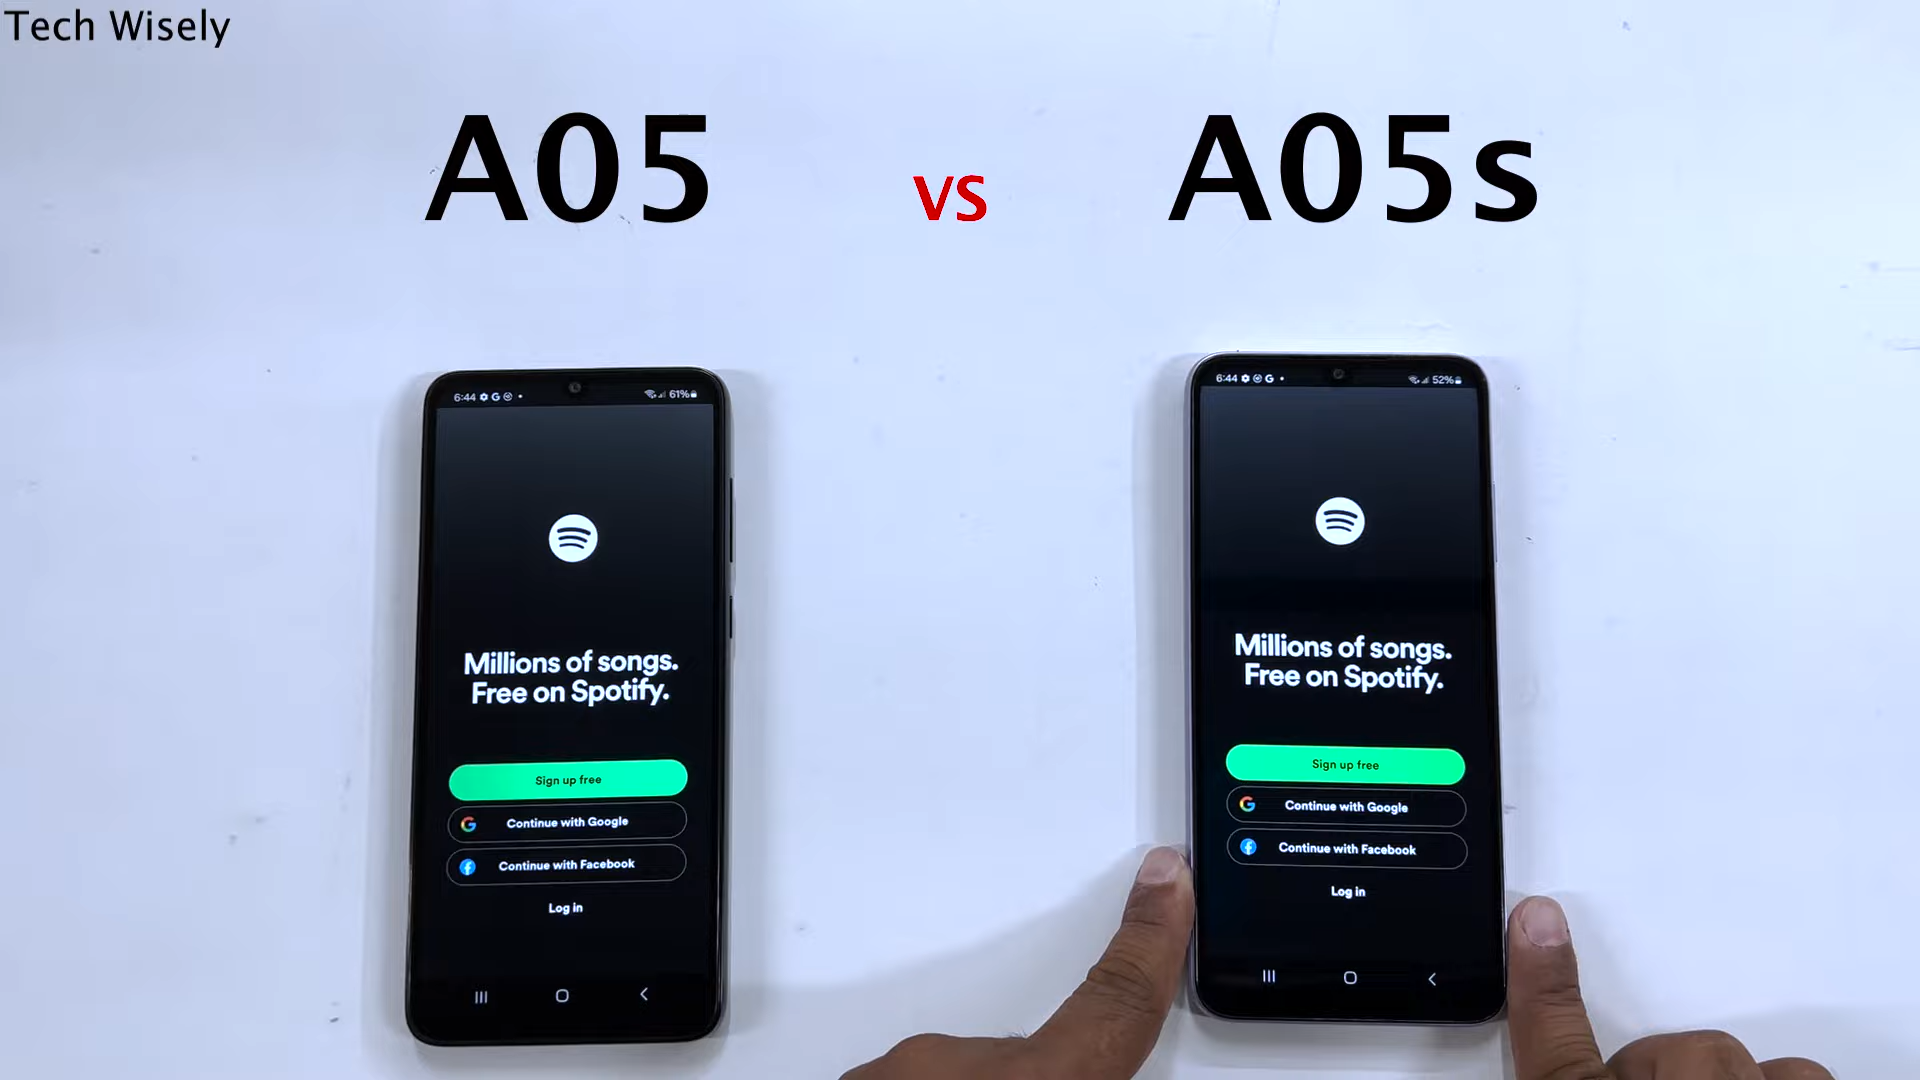 Tech Wisely
A05 vs A05s
6:44 61%
Millions of songs.
Free on Spotify.
Sign up free
Continue with Google
Continue with Facebook
Log in
6:44 52%
Millions of songs.
Free on Spotify.
Sign up free
Continue with Google
Continue with Facebook
Log in